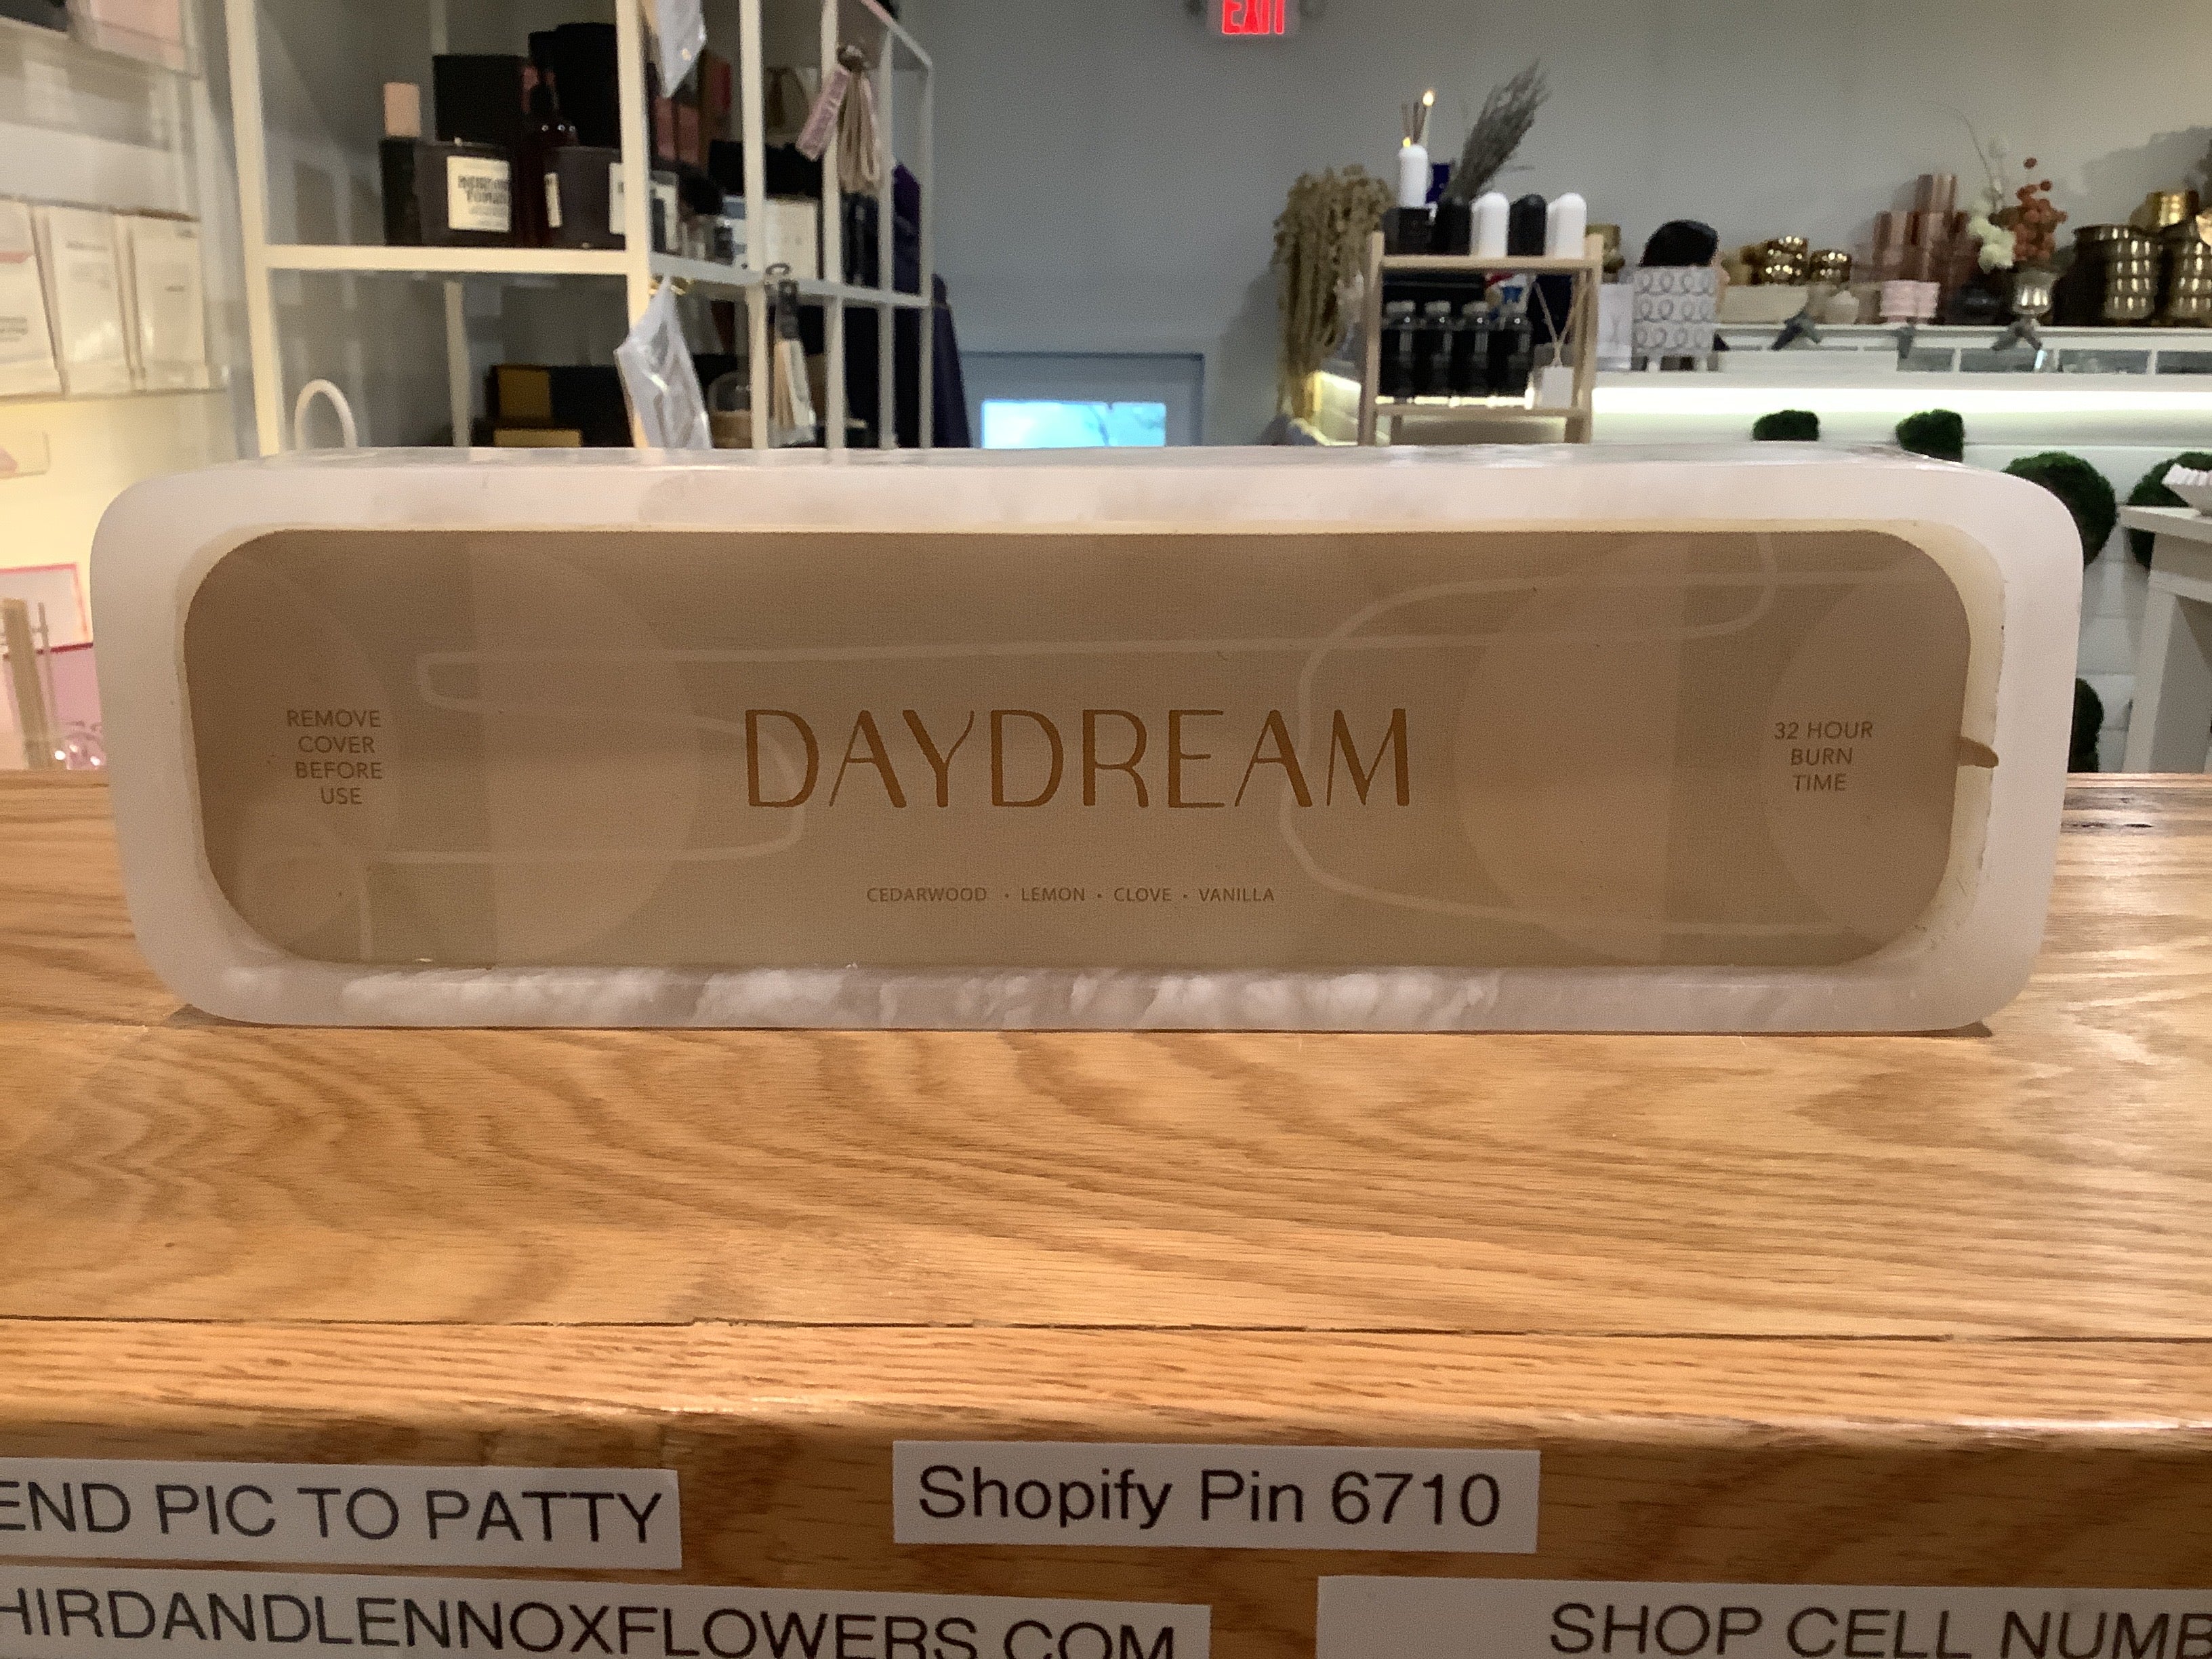 EXIT
REMOVE
COVER
BEFORE
USE
DAYDREAM
32 HOUR
BURN
TIME
CEDARWOOD • LEMON • CLOVE • VANILLA
END PIC TO PATTY
Shopify Pin 6710
HIRDANDLENNOXFLOWERS.COM
SHOP CELL NUMB